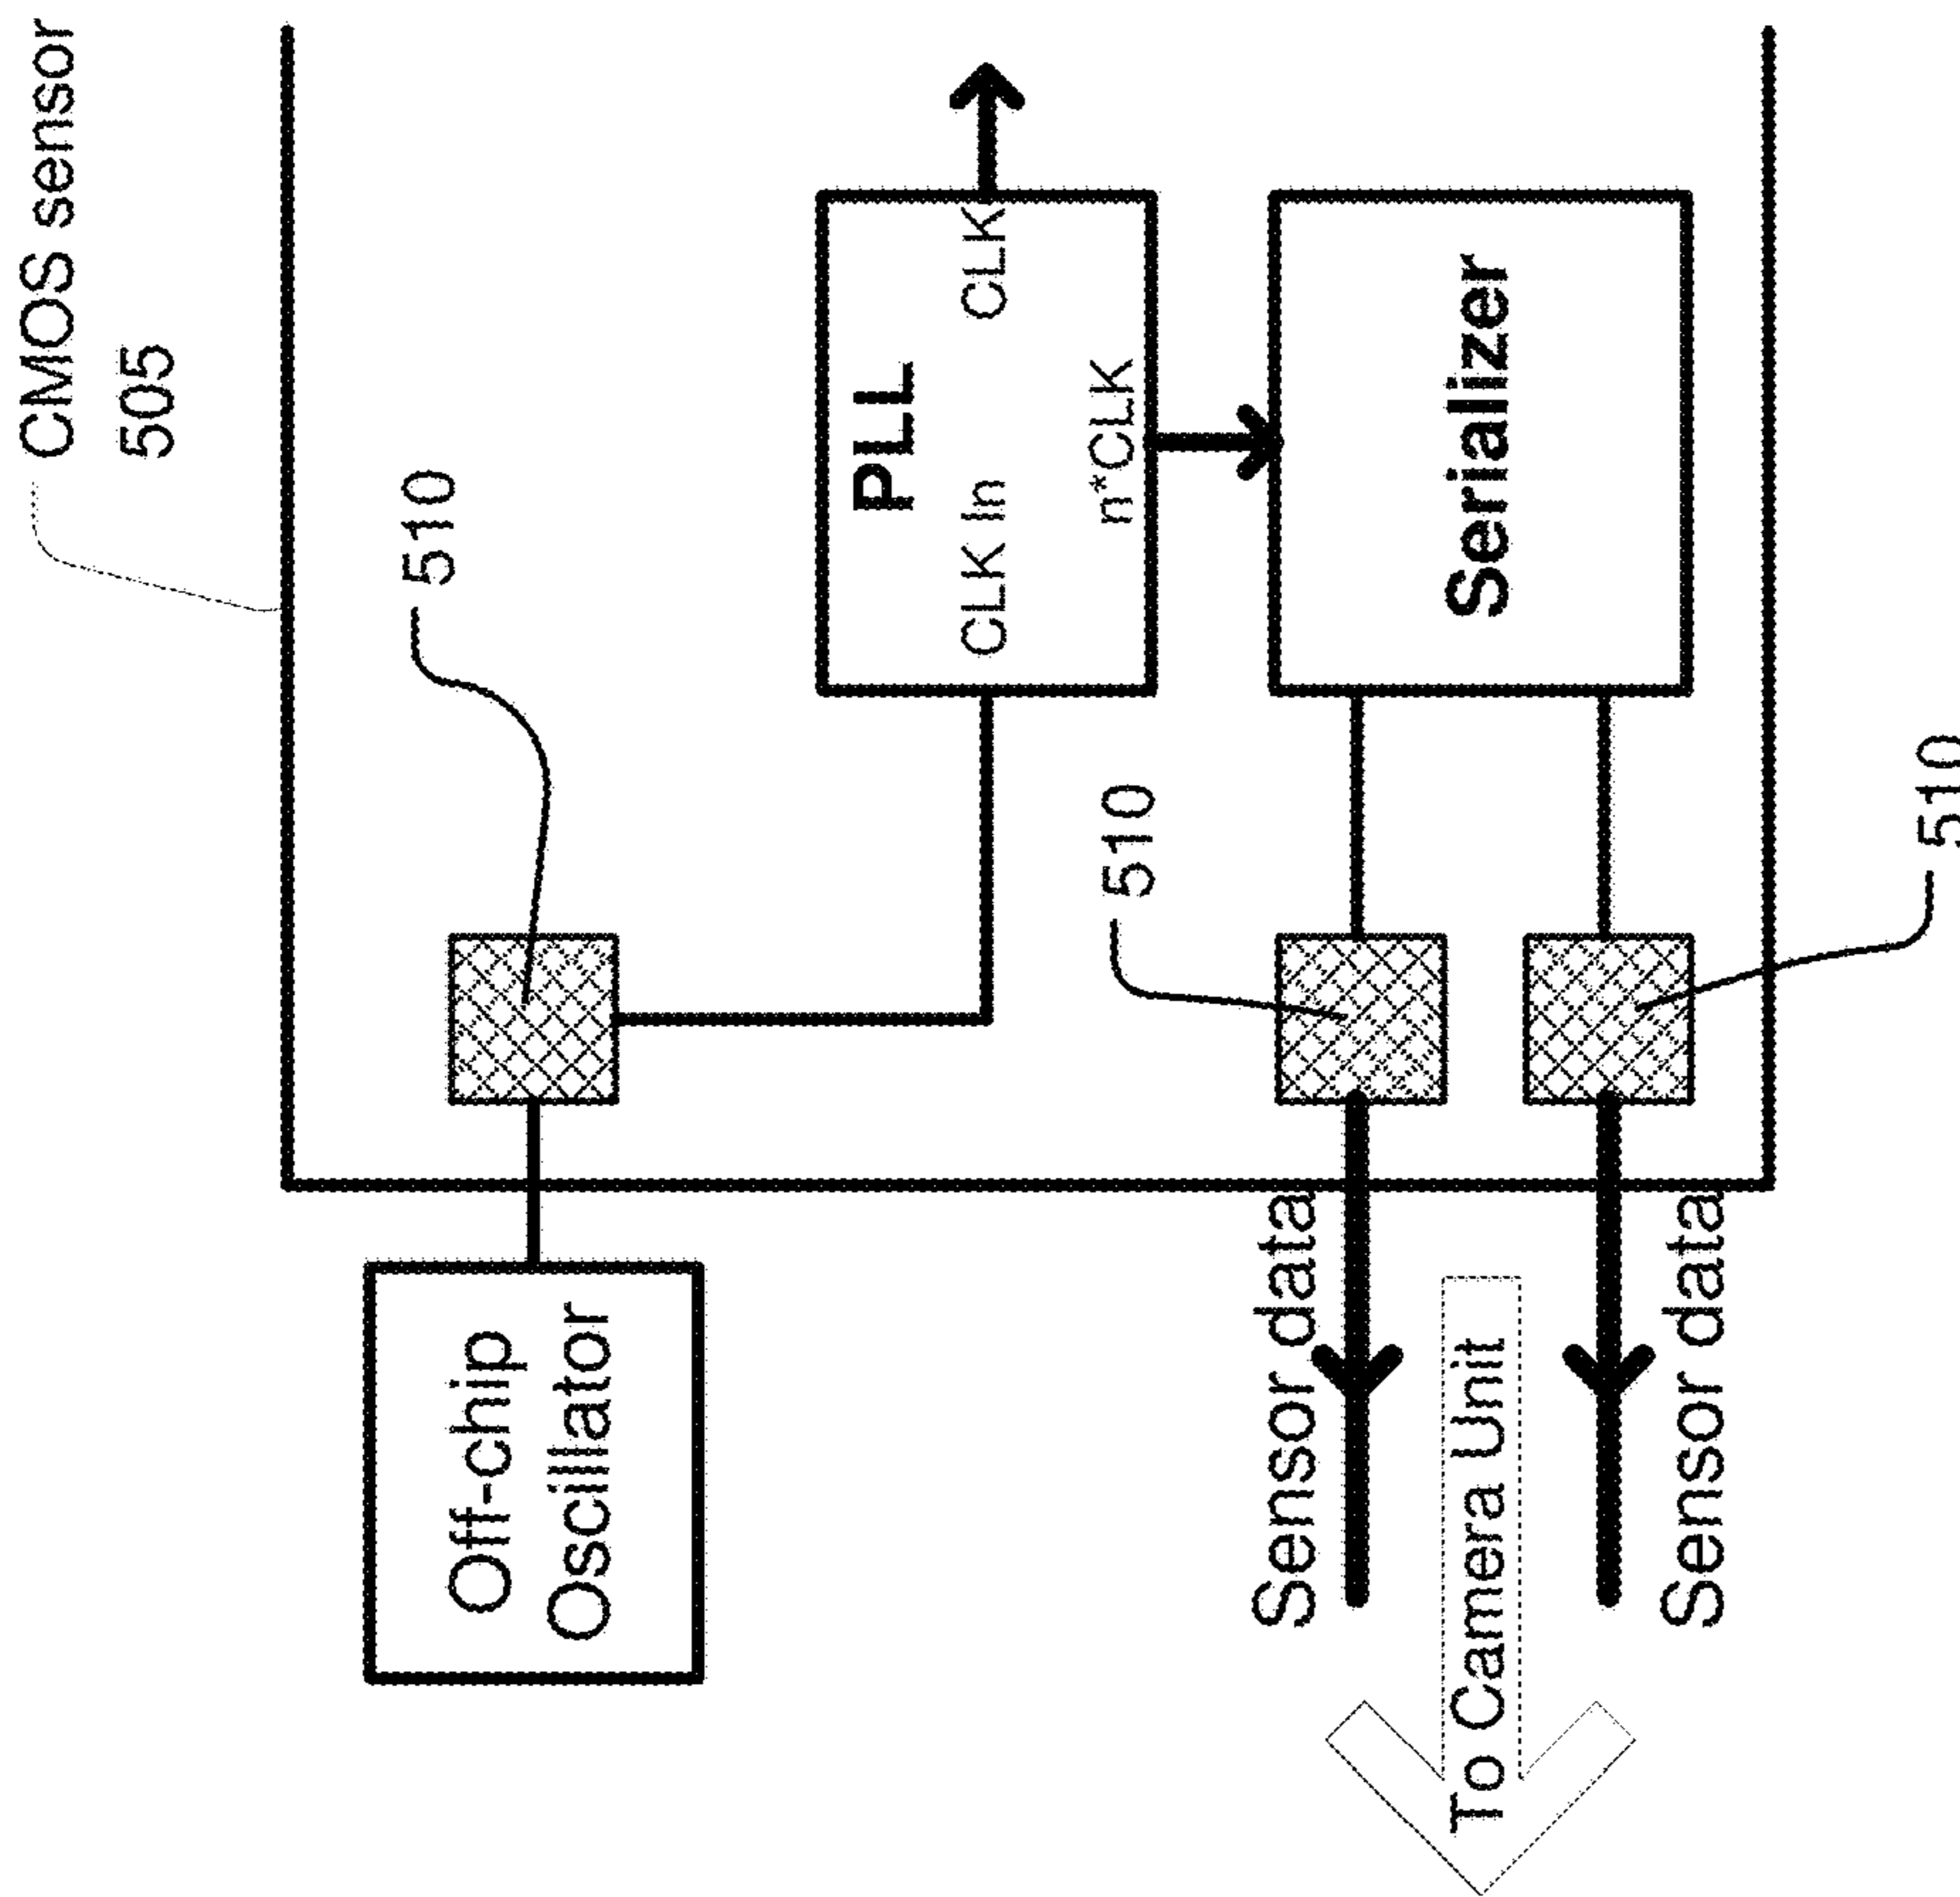 CMOS sensor
505
510
PLL
CLK In
CLK
n*CLK
Off-chip
Oscillator
510
Serializer
Sensor data
To Camera Unit
Sensor data
510